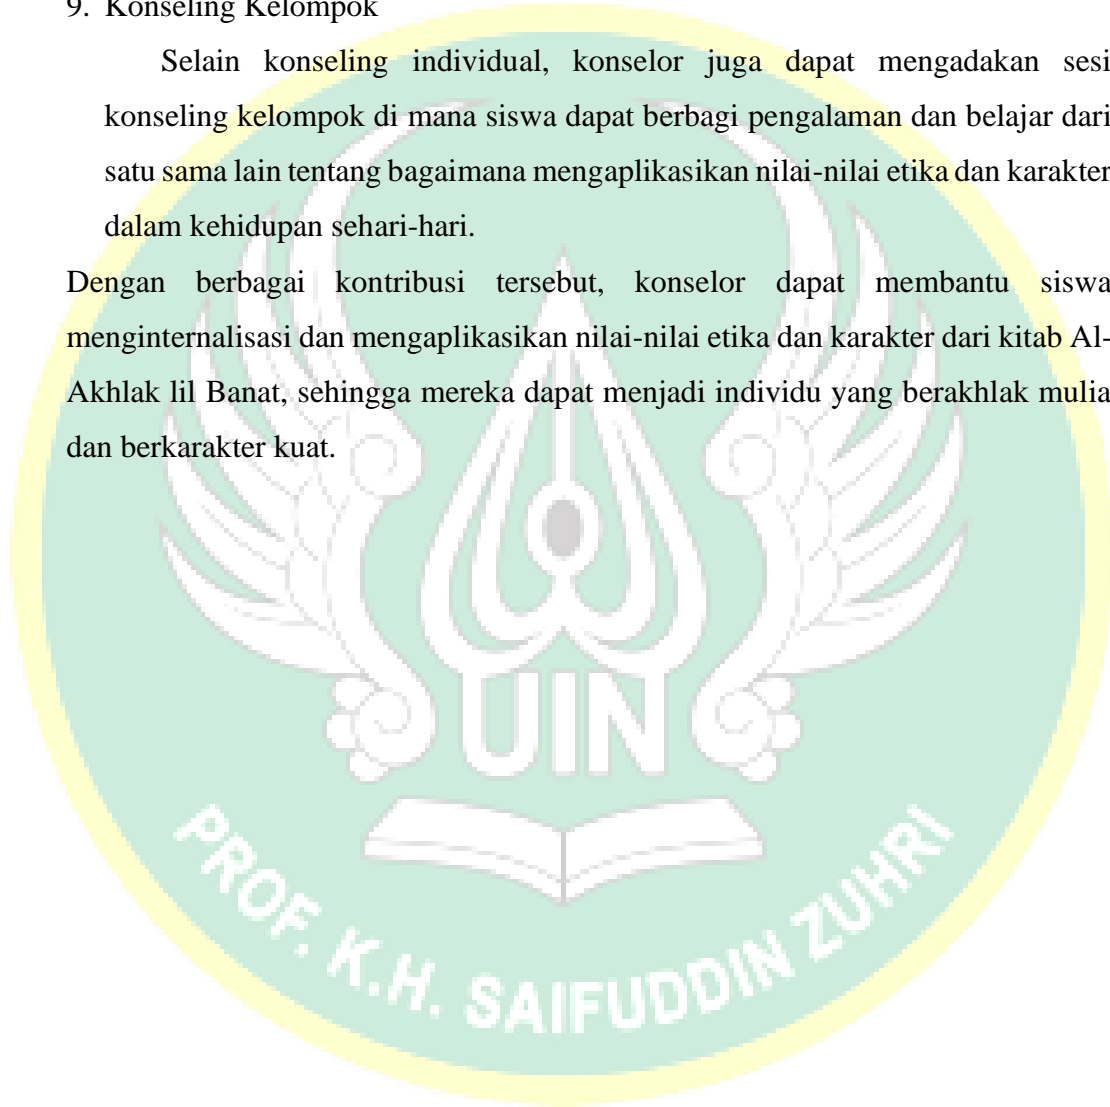 9. Konseling Kelompok
Selain konseling individual, konselor juga dapat mengadakan sesi
konseling kelompok di mana siswa dapat berbagi pengalaman dan belajar dari
satu sama lain tentang bagaimana mengaplikasikan nilai-nilai etika dan karakter
dalam kehidupan sehari-hari.
Dengan berbagai kontribusi tersebut, konselor dapat membantu siswa
menginternalisasi dan mengaplikasikan nilai-nilai etika dan karakter dari kitab Al-
Akhlak lil Banat, sehingga mereka dapat menjadi individu yang berakhlak mulia
dan berkarakter kuat.
UIN
PROF. K.H. SAIFUDDIN ZUHRI